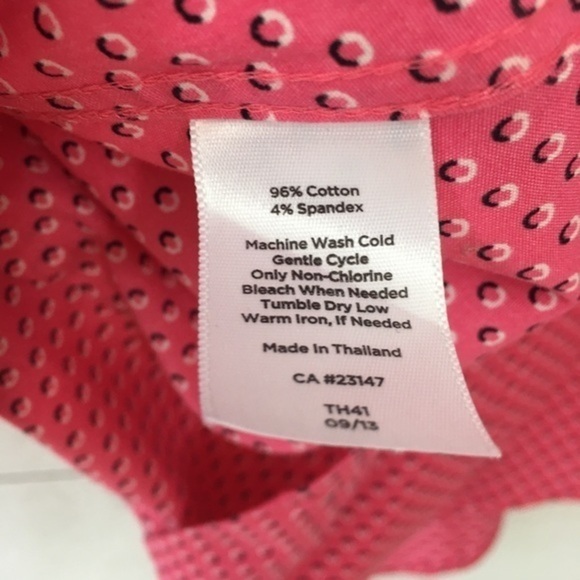 96% Cotton
4% Spandex
Machine Wash Cold
Gentle Cycle
Only Non-Chlorine
Bleach When Needed
Tumble Dry Low
Warm Iron, If Needed
Made In Thailand
CA #23147
TH41
09/13